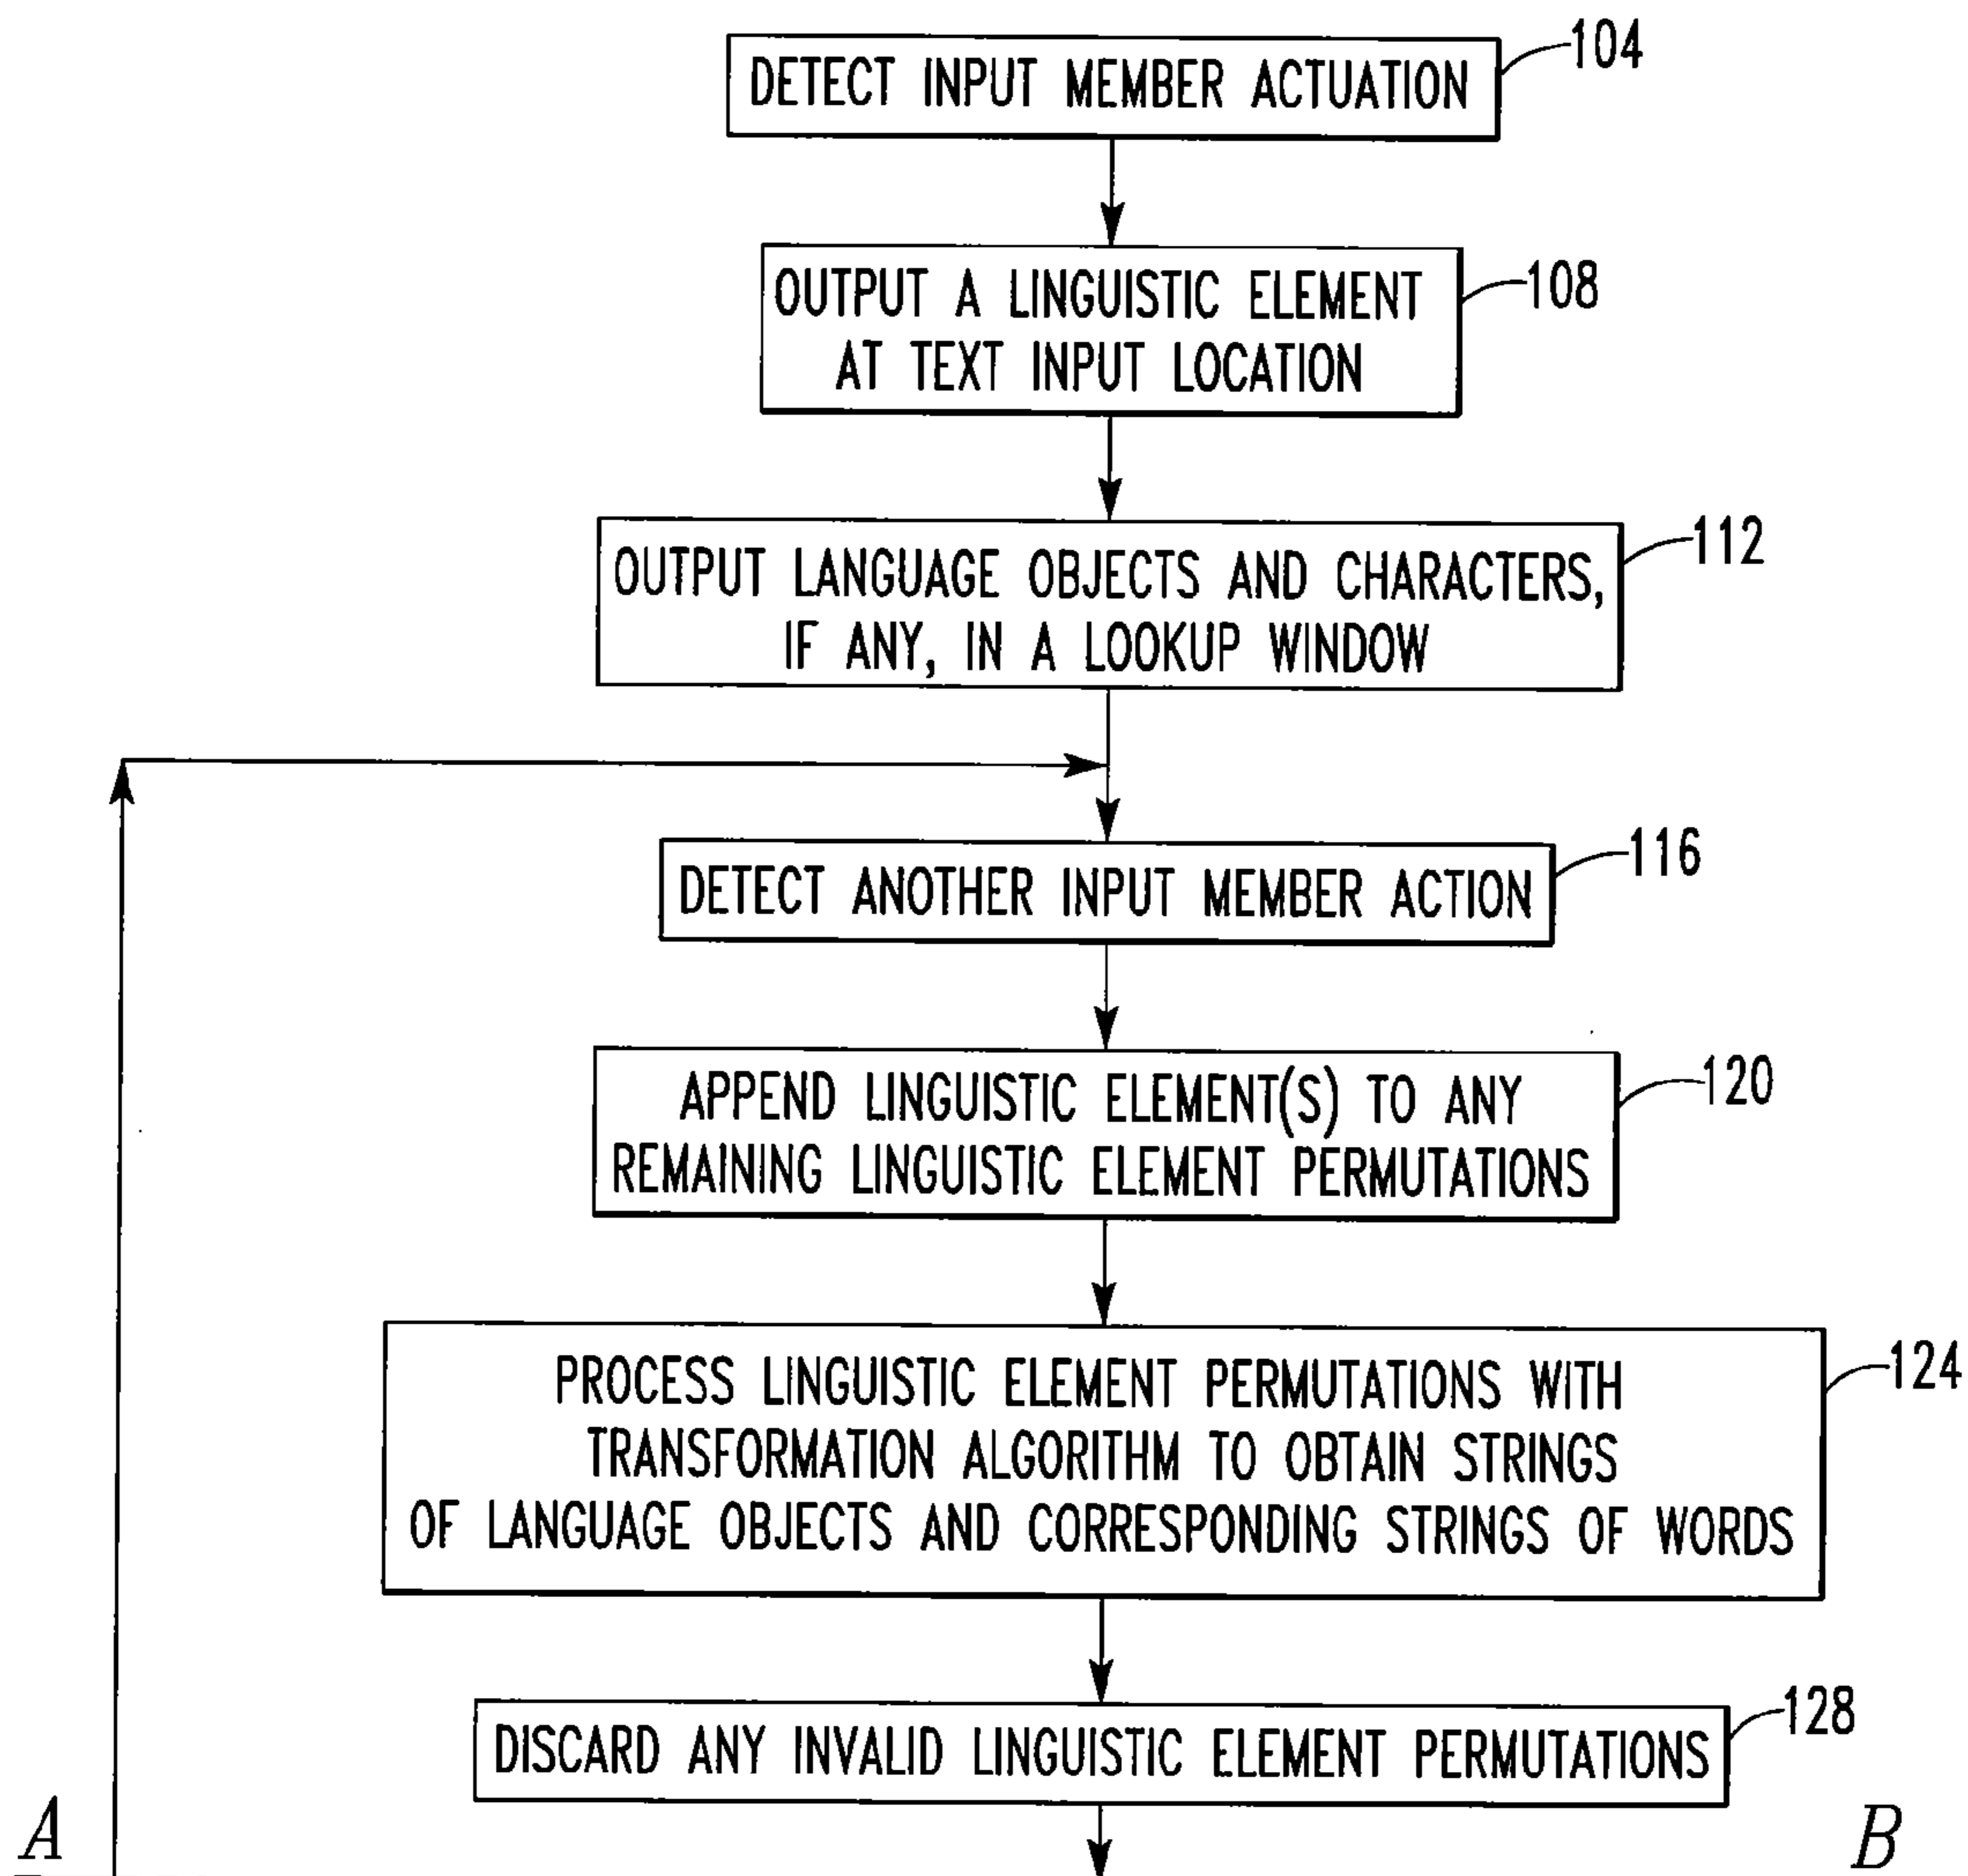 DETECT INPUT MEMBER ACTUATION
104
OUTPUT A LINGUISTIC ELEMENT
AT TEXT INPUT LOCATION
108
OUTPUT LANGUAGE OBJECTS AND CHARACTERS,
IF ANY, IN A LOOKUP WINDOW
112
DETECT ANOTHER INPUT MEMBER ACTION
116
APPEND LINGUISTIC ELEMENT(S) TO ANY
REMAINING LINGUISTIC ELEMENT PERMUTATIONS
120
PROCESS LINGUISTIC ELEMENT PERMUTATIONS WITH
TRANSFORMATION ALGORITHM TO OBTAIN STRINGS
OF LANGUAGE OBJECTS AND CORRESPONDING STRINGS OF WORDS
124
DISCARD ANY INVALID LINGUISTIC ELEMENT PERMUTATIONS
128
A
B